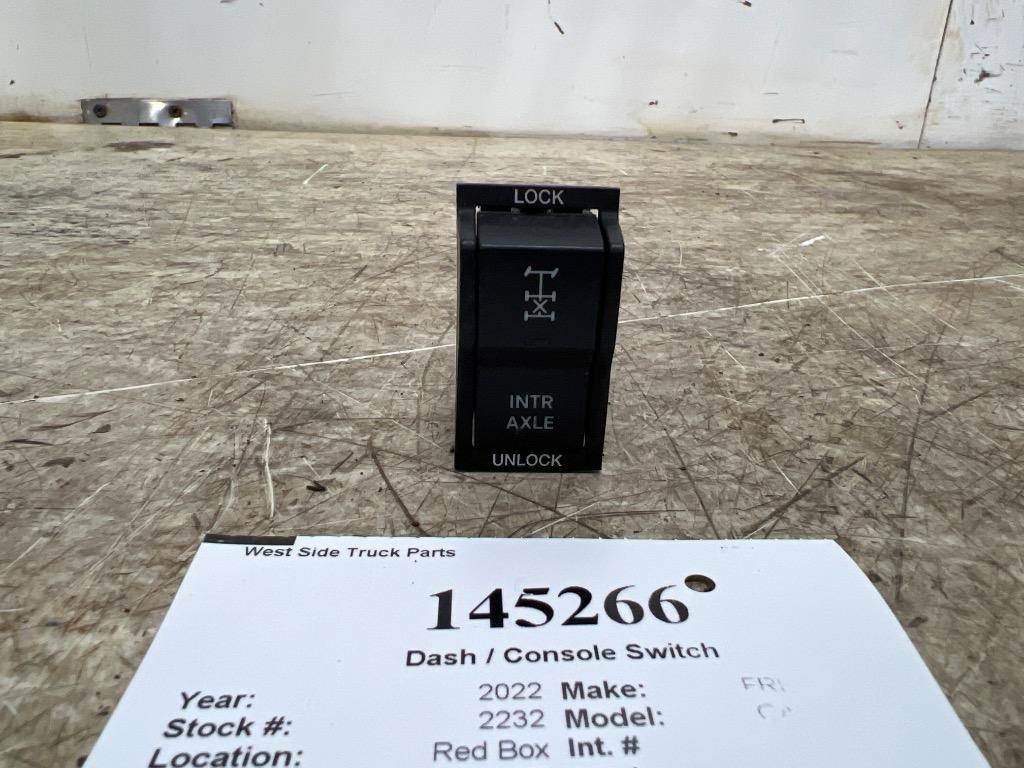 LOCK
INTR
AXLE
UNLOCK
West Side Truck Parts
145266
Dash / Console Switch
Year: 2022 Make:
Stock #: 2232 Model:
Location: Red Box Int. #